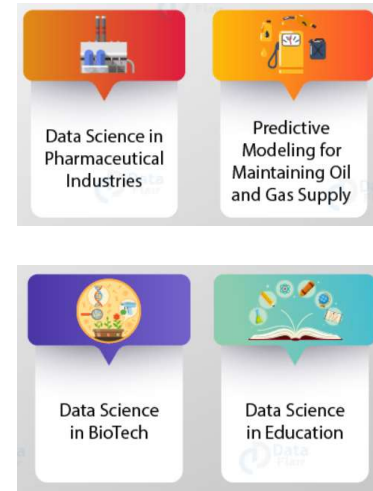 Data Science in
Pharmaceutical
Industries
Predictive
Modeling for
Maintaining Oil
and Gas Supply
Data Science
in BioTech
Data Science
in Education
Data